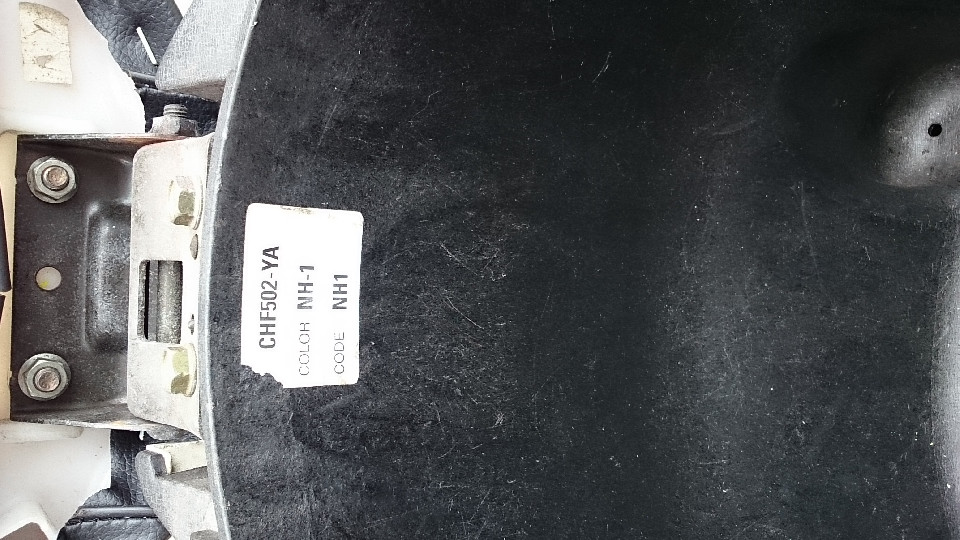 CHF502-YA
COLOR NH-1
CODE NH1